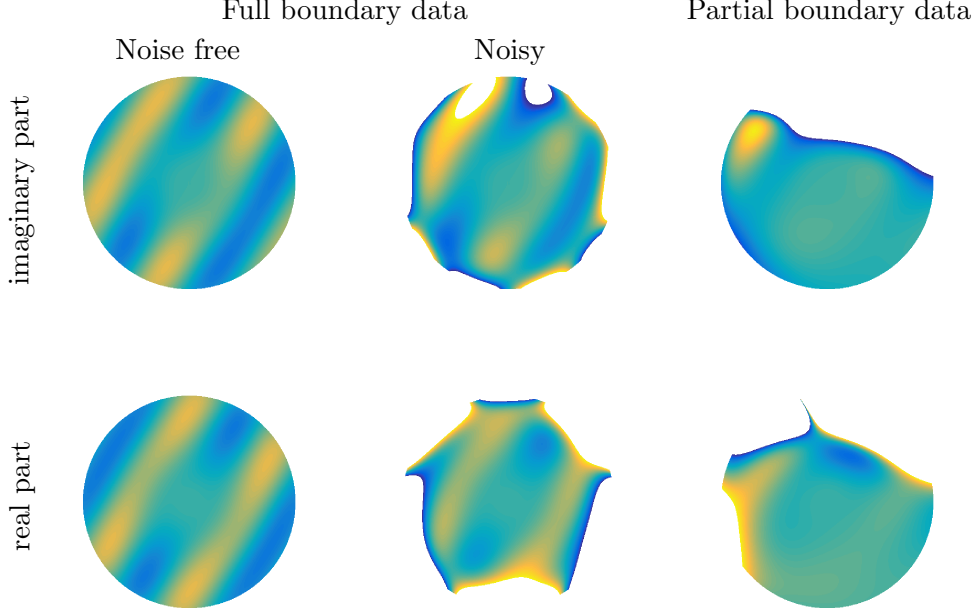 Full boundary data
Partial boundary data
Noise free
Noisy
imaginary part
real part